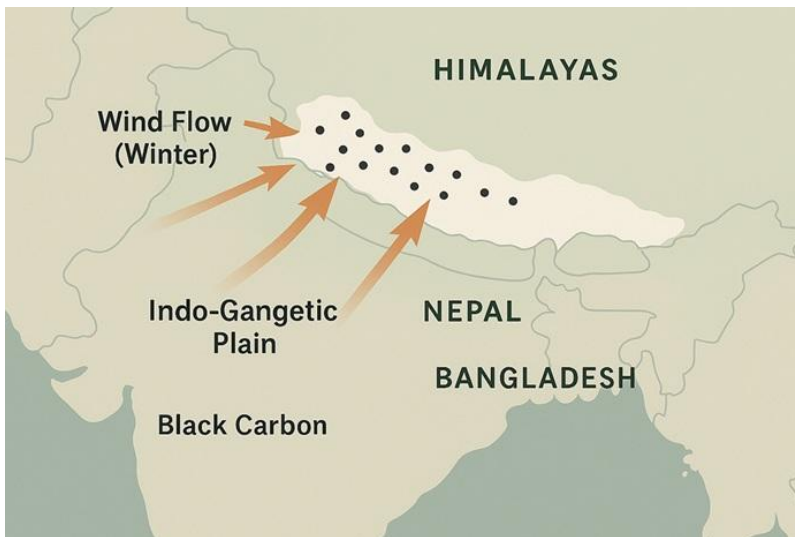 HIMALAYAS
Wind Flow
(Winter)
Indo-Gangetic
Plain
NEPAL
BANGLADESH
Black Carbon